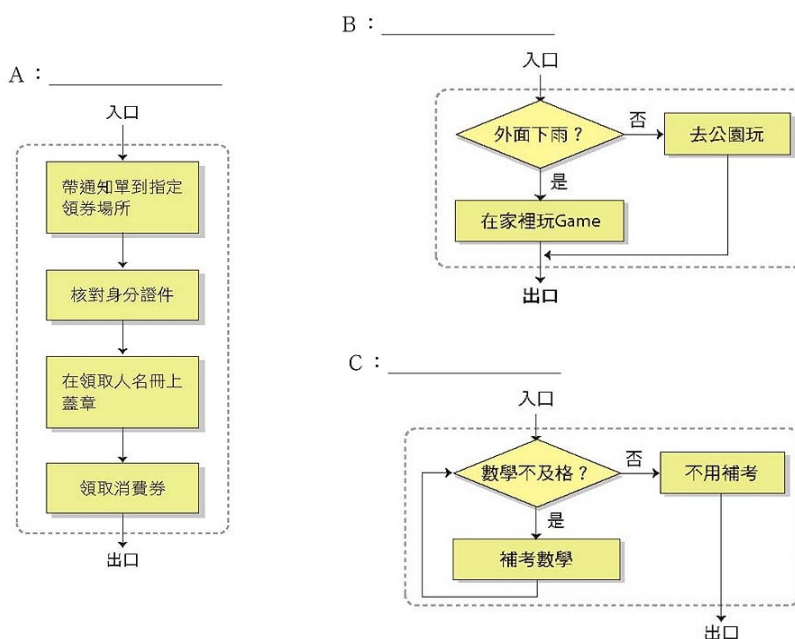 A：
入口
帶通知單到指定
領券場所
核對身分證件
在領取人名冊上
蓋章
領取消費券
出口
B：
入口
外面下雨？
否
去公園玩
是
在家裡玩Game
出口
C：
入口
數學不及格？
否
不用補考
是
補考數學
出口